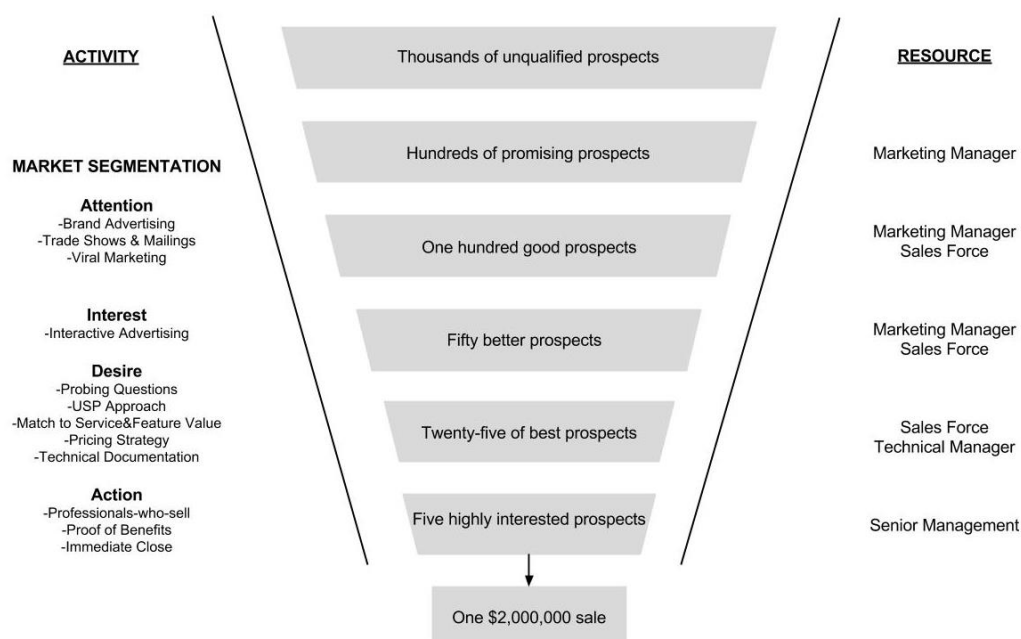 ACTIVITY
MARKET SEGMENTATION
Attention
-Brand Advertising
-Trade Shows & Mailings
-Viral Marketing
Interest
-Interactive Advertising
Desire
-Probing Questions
-USP Approach
-Match to Service&Feature Value
-Pricing Strategy
-Technical Documentation
Action
-Professionals-who-sell
-Proof of Benefits
-Immediate Close
Thousands of unqualified prospects
Hundreds of promising prospects
One hundred good prospects
Fifty better prospects
Twenty-five of best prospects
Five highly interested prospects
One $2,000,000 sale
RESOURCE
Marketing Manager
Marketing Manager
Sales Force
Marketing Manager
Sales Force
Sales Force
Technical Manager
Senior Management